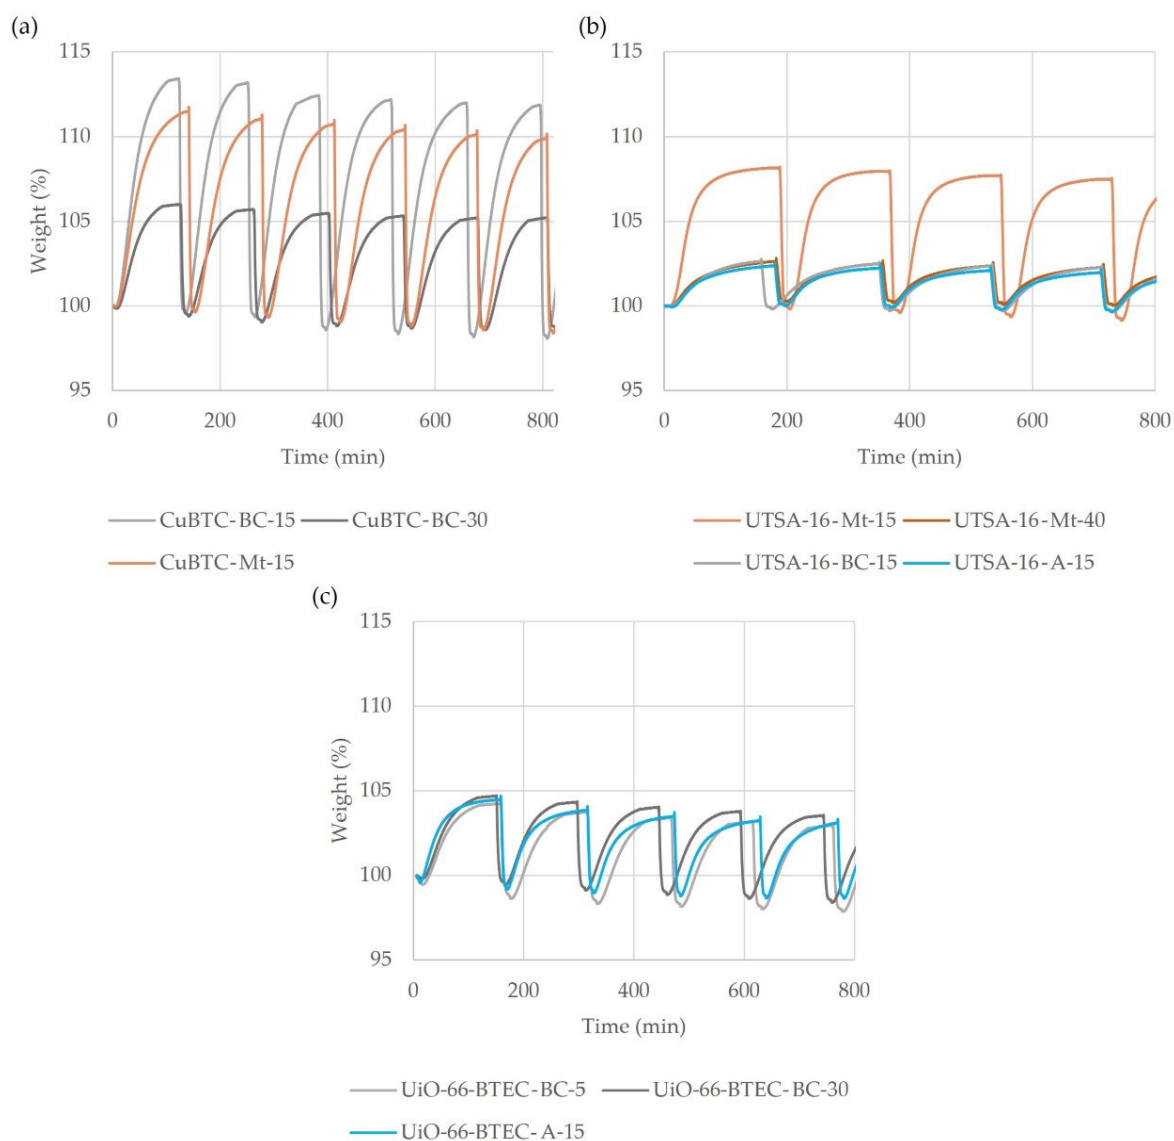 (a)
115
110
105
100
95
Weight (%)
0 200 400 600 800
Time (min)
CuBTC-BC-15 CuBTC-BC-30
CuBTC-Mt-15
(b)
115
110
105
100
95
Weight (%)
0 200 400 600 800
Time (min)
UTSA-16-Mt-15 UTSA-16-Mt-40
UTSA-16-BC-15 UTSA-16-A-15
(c)
115
110
105
100
95
Weight (%)
0 200 400 600 800
Time (min)
UiO-66-BTEC-BC-5 UiO-66-BTEC-BC-30
UiO-66-BTEC-A-15